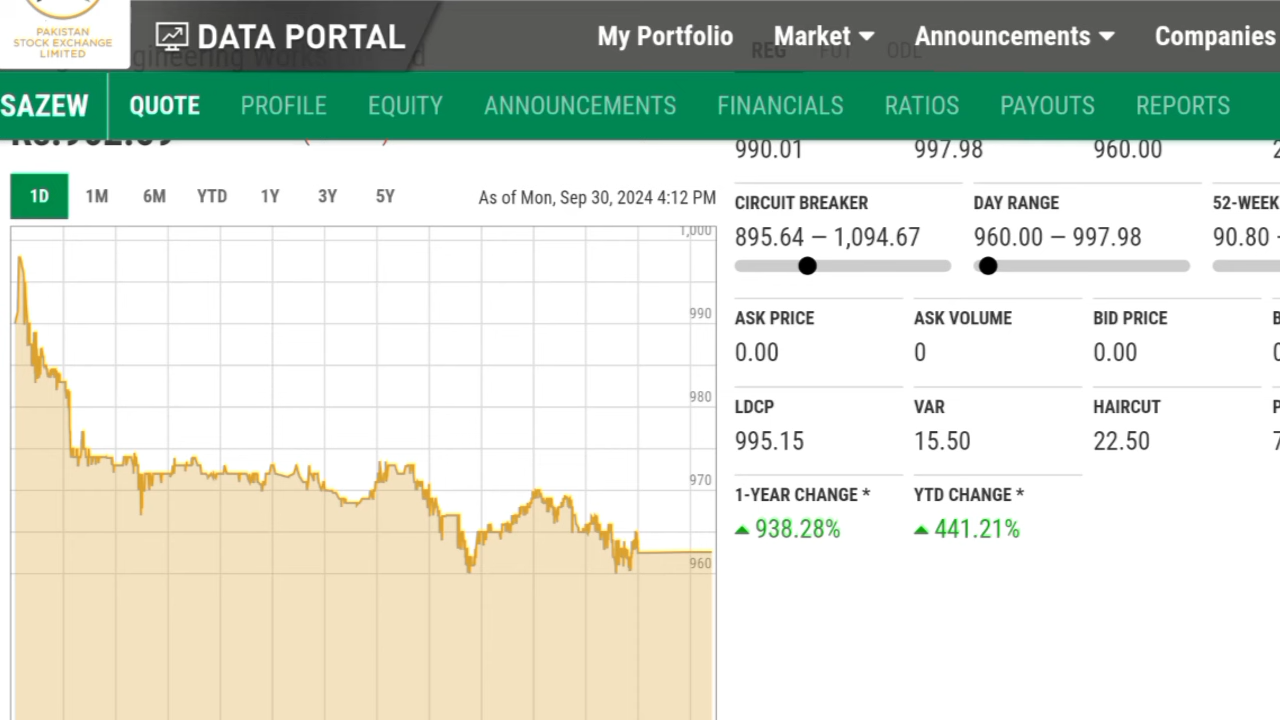 PAKISTAN
STOCK EXCHANGE
LIMITED
DATA PORTAL
My Portfolio
Market
Announcements
Companies
REG FUT ODL
SAZEW
QUOTE
PROFILE
EQUITY
ANNOUNCEMENTS
FINANCIALS
RATIOS
PAYOUTS
REPORTS
1D 1M 6M YTD 1Y 3Y 5Y
As of Mon, Sep 30, 2024 4:12 PM
1,000
990
980
970
960
990.01 997.98 960.00
CIRCUIT BREAKER DAY RANGE 52-WEEK
895.64 — 1,094.67 960.00 — 997.98 90.80
ASK PRICE ASK VOLUME BID PRICE
0.00 0 0.00
LDCP VAR HAIRCUT
995.15 15.50 22.50
1-YEAR CHANGE * YTD CHANGE *
938.28% 441.21%